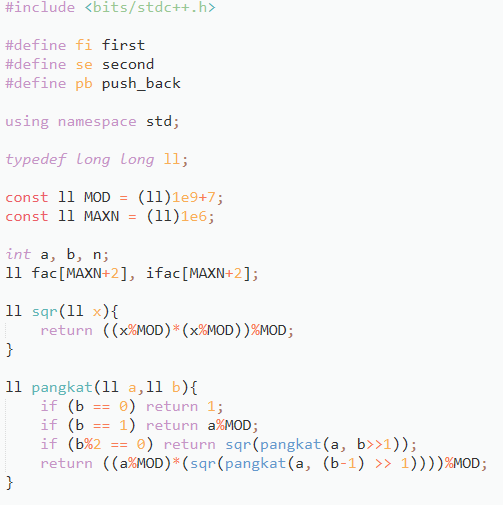 #include <bits/stdc++.h>
#define fi first
#define se second
#define pb push_back
using namespace std;
typedef long long ll;
const ll MOD = (ll)1e9+7;
const ll MAXN = (ll)1e6;
int a, b, n;
ll fac[MAXN+2], ifac[MAXN+2];
ll sqr(ll x){
    return ((x%MOD)*(x%MOD))%MOD;
}
ll pangkat(ll a,ll b){
    if (b == 0) return 1;
    if (b == 1) return a%MOD;
    if (b%2 == 0) return sqr(pangkat(a, b>>1));
    return ((a%MOD)*(sqr(pangkat(a, (b-1) >> 1))))%MOD;
}